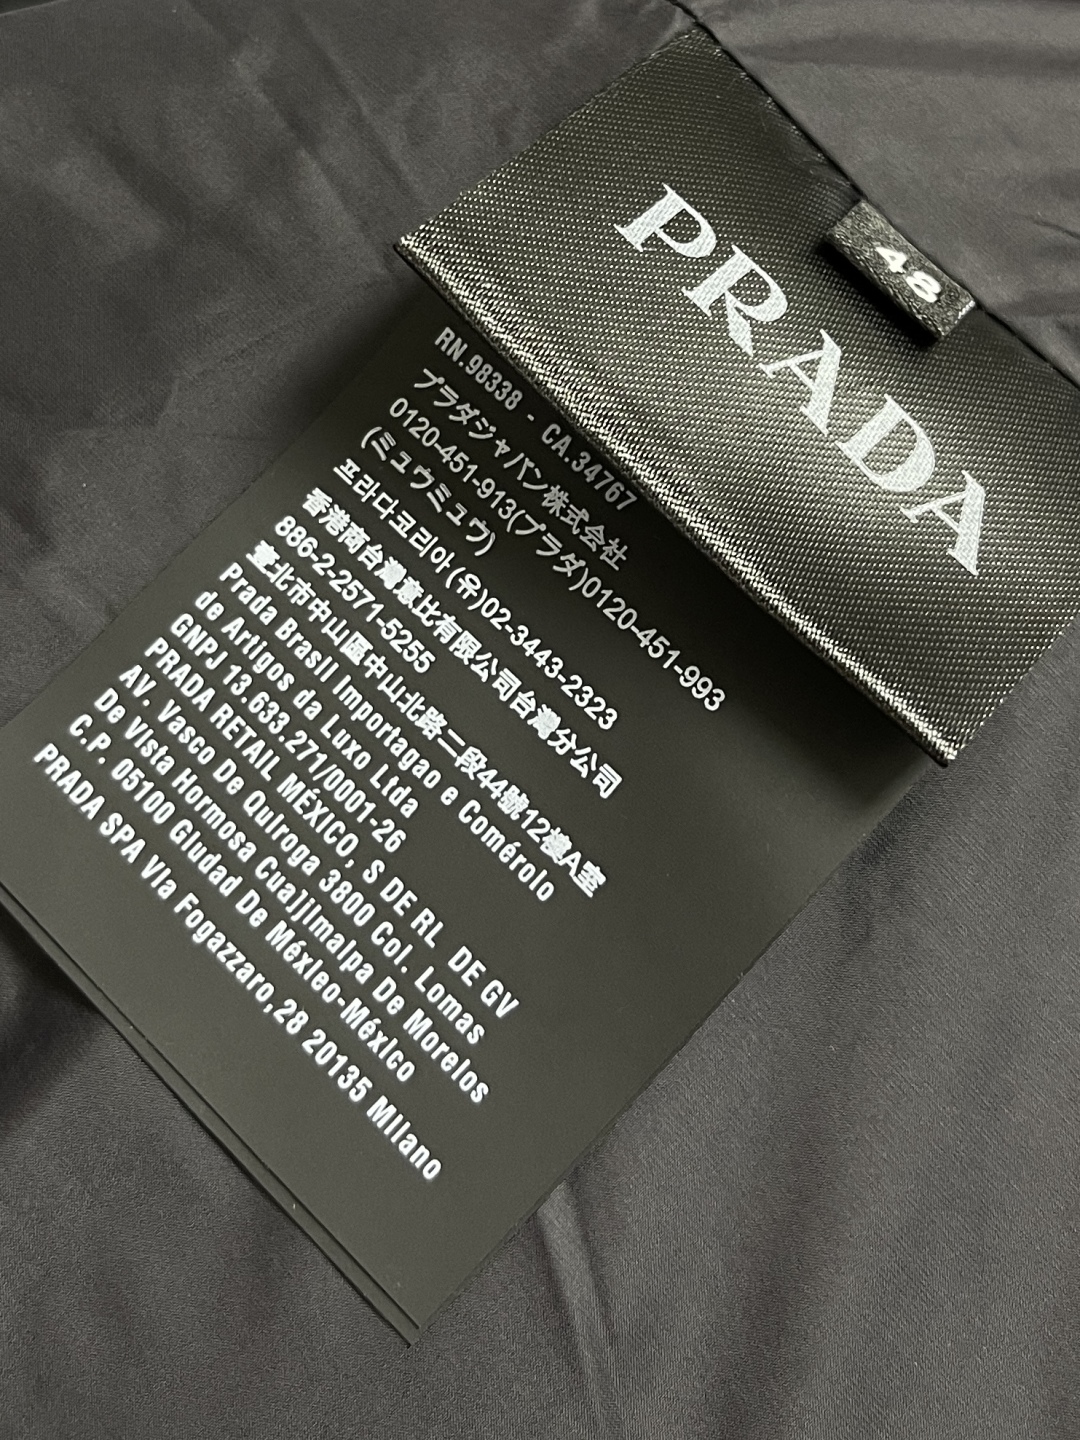 PRADA
48
RN.98338 - CA.34767
プラダジャパン株式会社
0120-451-913(プラダ)0120-451-993
(ミュウミュウ)
프라다코리아(유)02-3443-2323
香港商台灣意比有限公司台灣分公司
886-2-2571-5255
臺北市中山區中山北路二段44號12樓A室
Prada Brasll Importagao e Comérolo
de Artigos da Luxo Ltda
GNPJ 13.633.271/0001-26
PRADA RETAIL MÉXICO, S DE RL DE GV
AV. Vasco De Quiroga 3800 Col. Lomas
De Vista Hormosa Cuajjlmalpa De Morelos
C.P. 05100 Gludad De Méxleo-México
PRADA SPA Vla Fogazzaro,28 20135 Mllano